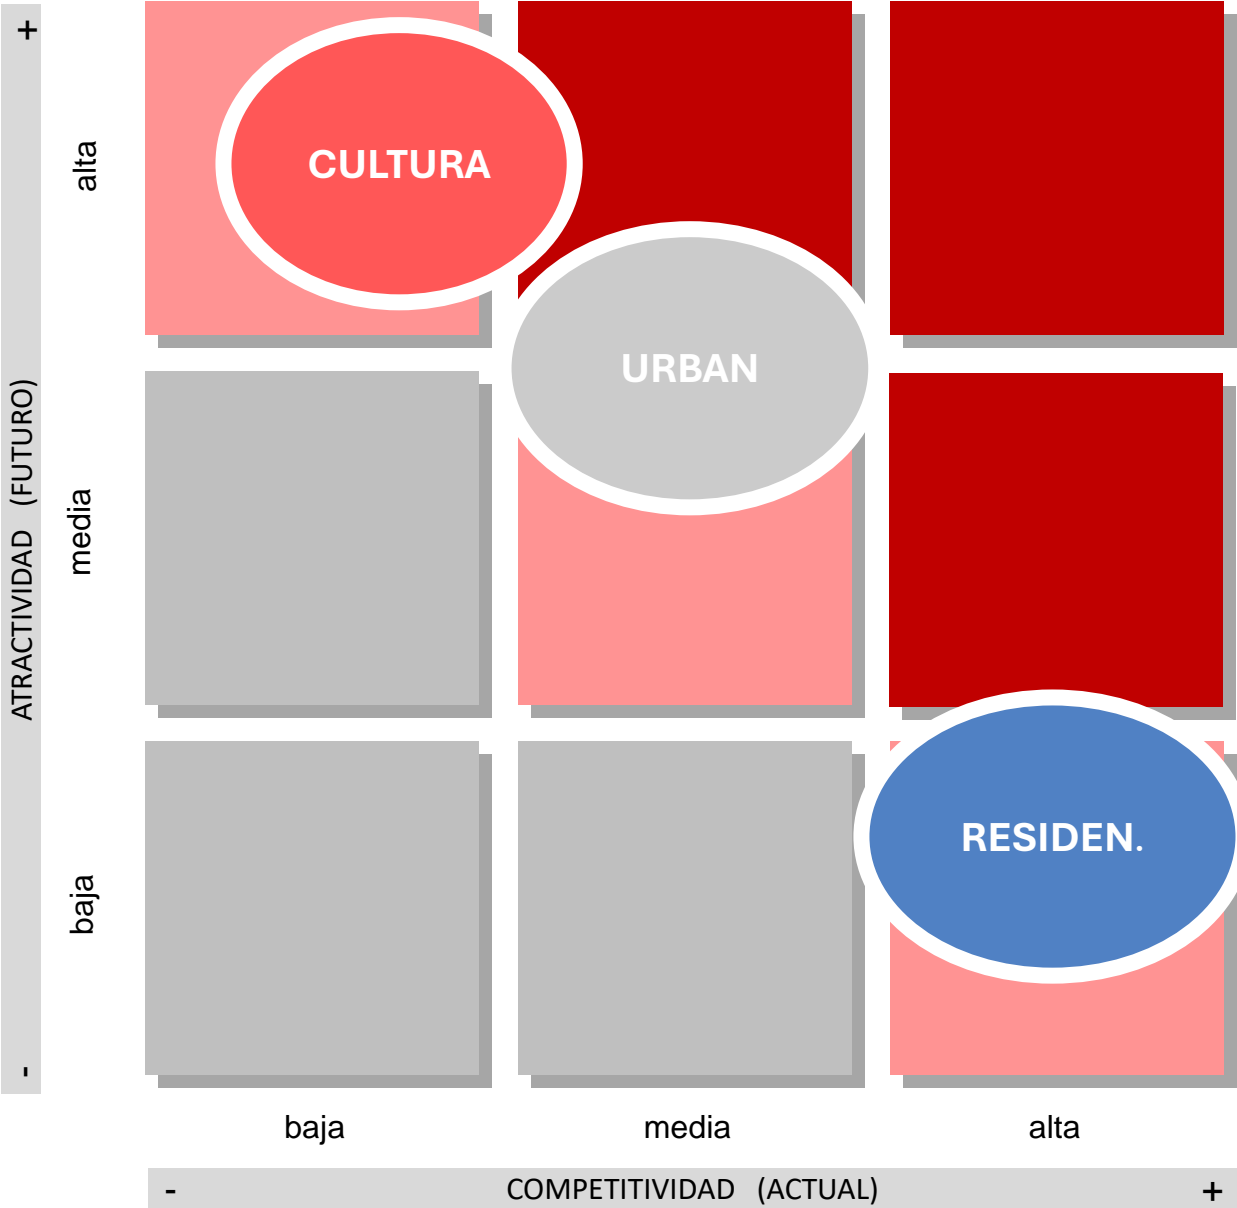 +
alta
CULTURA
URBAN
ATRACTIVIDAD (FUTURO)
media
RESIDEN.
baja
-
baja media alta
- COMPETITIVIDAD (ACTUAL) +